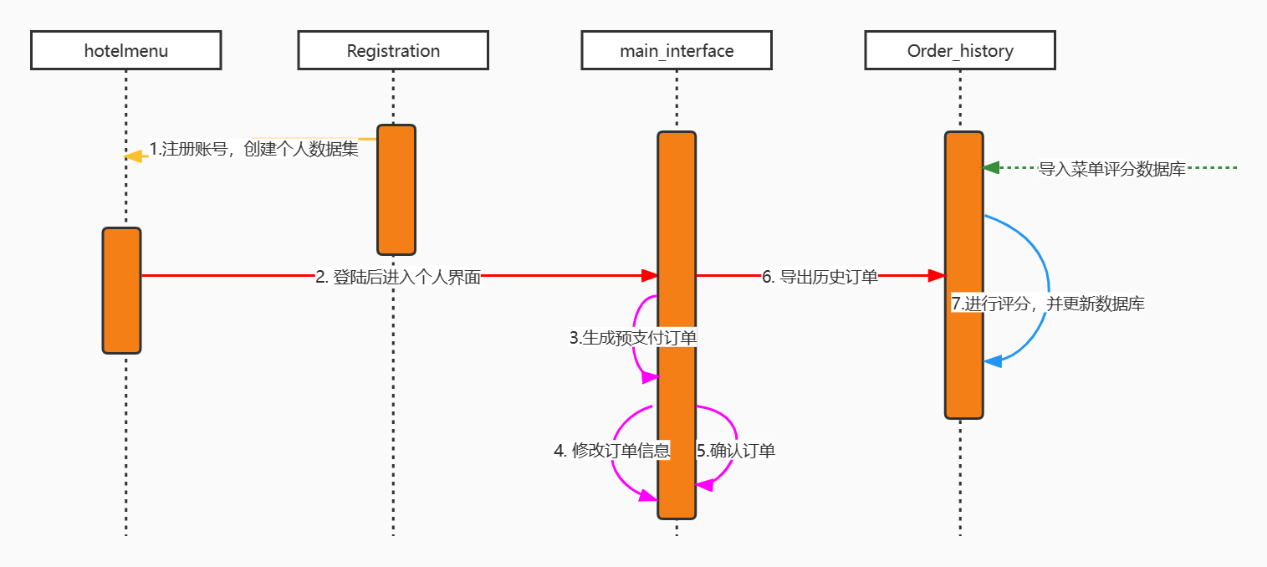 hotelmenu
Registration
main_interface
Order_history
1.注册账号，创建个人数据集
导入菜单评分数据库
2. 登陆后进入个人界面
6. 导出历史订单
7.进行评分，并更新数据库
3.生成预支付订单
4. 修改订单信息
5.确认订单